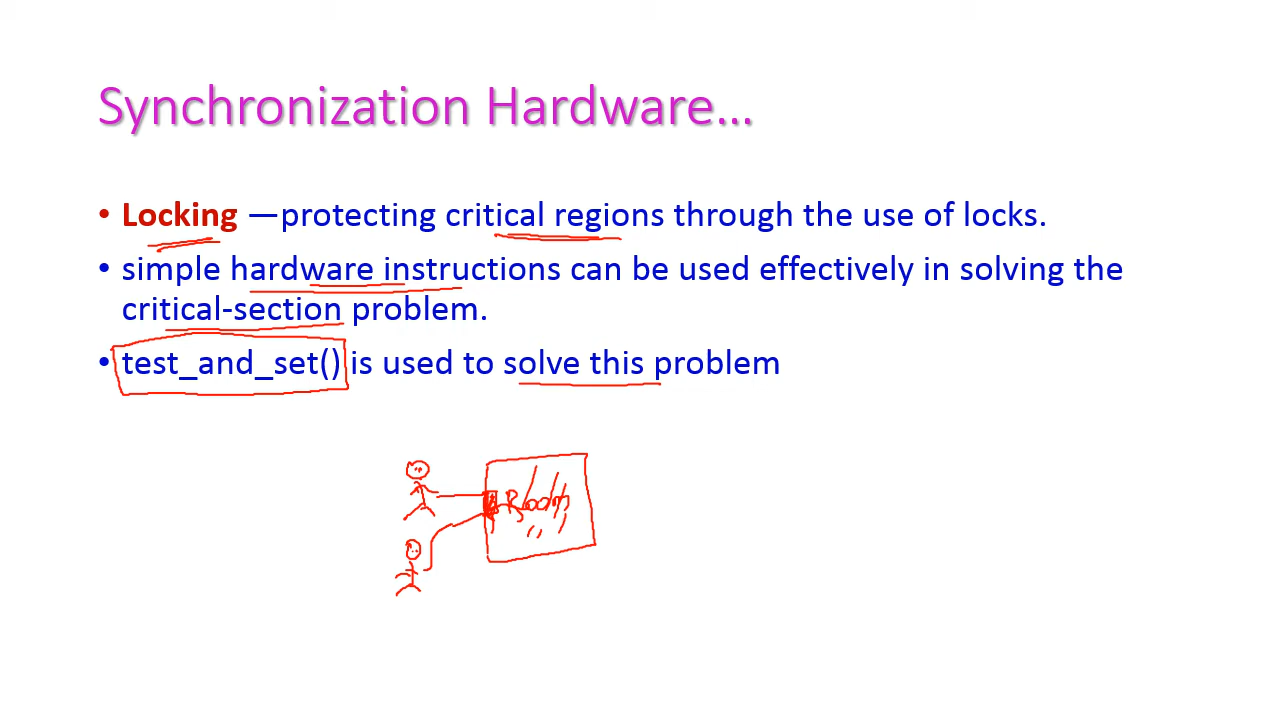 Synchronization Hardware...
• Locking —protecting critical regions through the use of locks.
• simple hardware instructions can be used effectively in solving the
critical-section problem.
• test_and_set() is used to solve this problem
Room